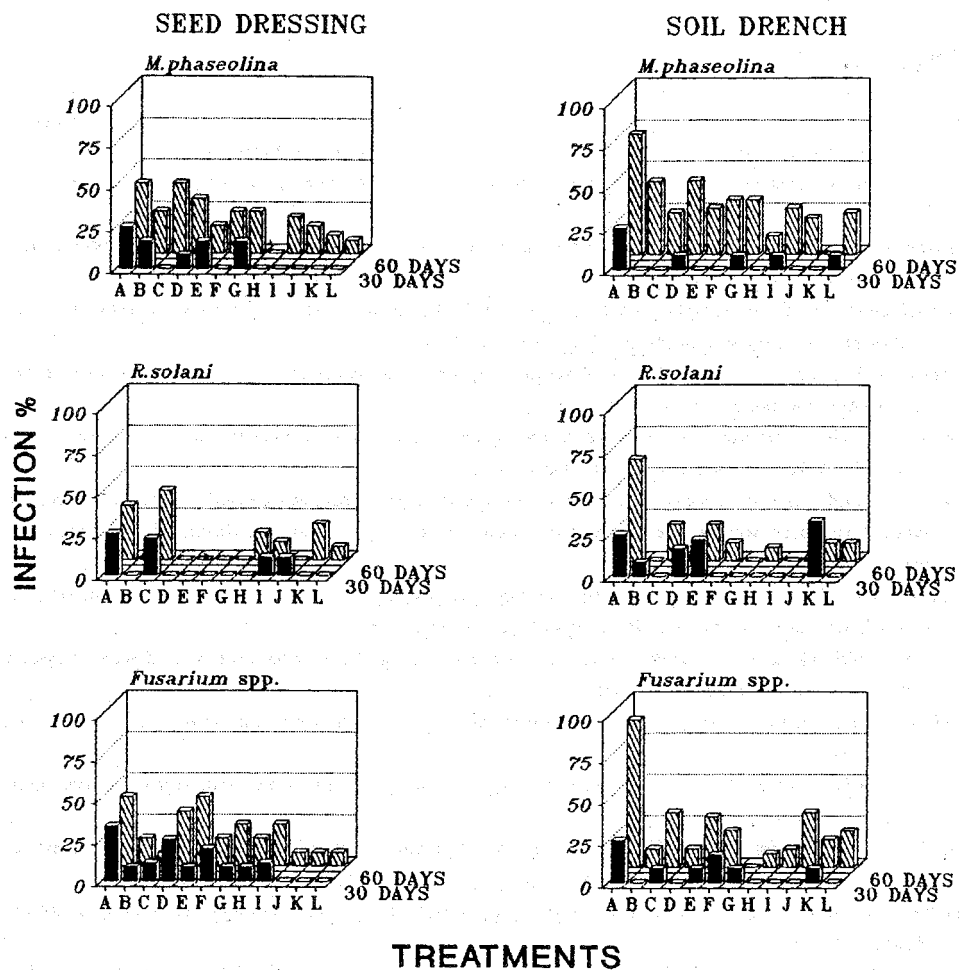 SEED DRESSING
SOIL DRENCH
M.phaseolina
100
75
50
25
0
A B C D E F G H I J K L
60 DAYS
30 DAYS
M.phaseolina
100
75
50
25
0
A B C D E F G H I J K L
60 DAYS
30 DAYS
INFECTION %
R.solani
100
75
50
25
0
A B C D E F G H I J K L
60 DAYS
30 DAYS
R.solani
100
75
50
25
0
A B C D E F G H I J K L
60 DAYS
30 DAYS
Fusarium spp.
100
75
50
25
0
A B C D E F G H I J K L
60 DAYS
30 DAYS
Fusarium spp.
100
75
50
25
0
A B C D E F G H I J K L
60 DAYS
30 DAYS
TREATMENTS